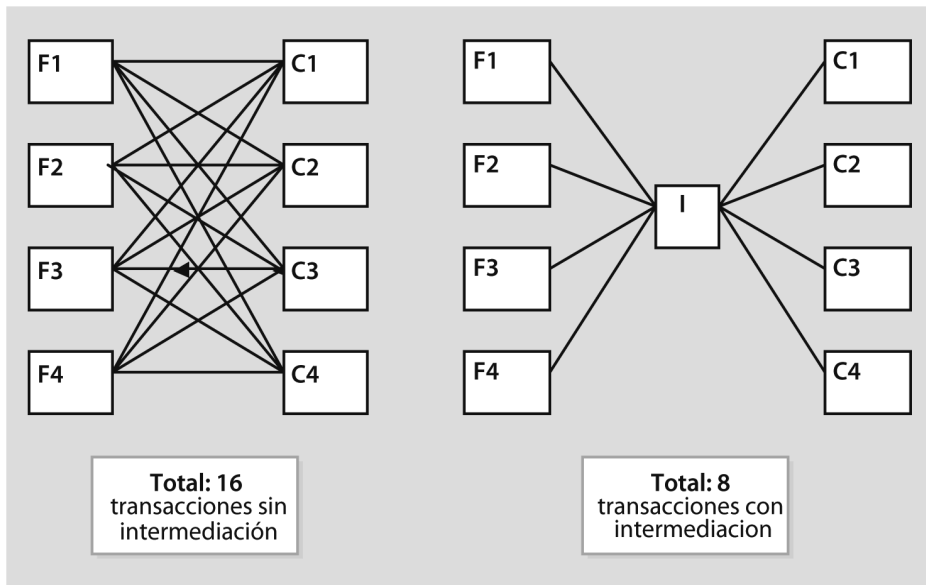 F1
C1
F2
C2
F3
C3
F4
C4
Total: 16
transacciones sin
intermediación
F1
C1
F2
C2
I
F3
C3
F4
C4
Total: 8
transacciones con
intermediacion